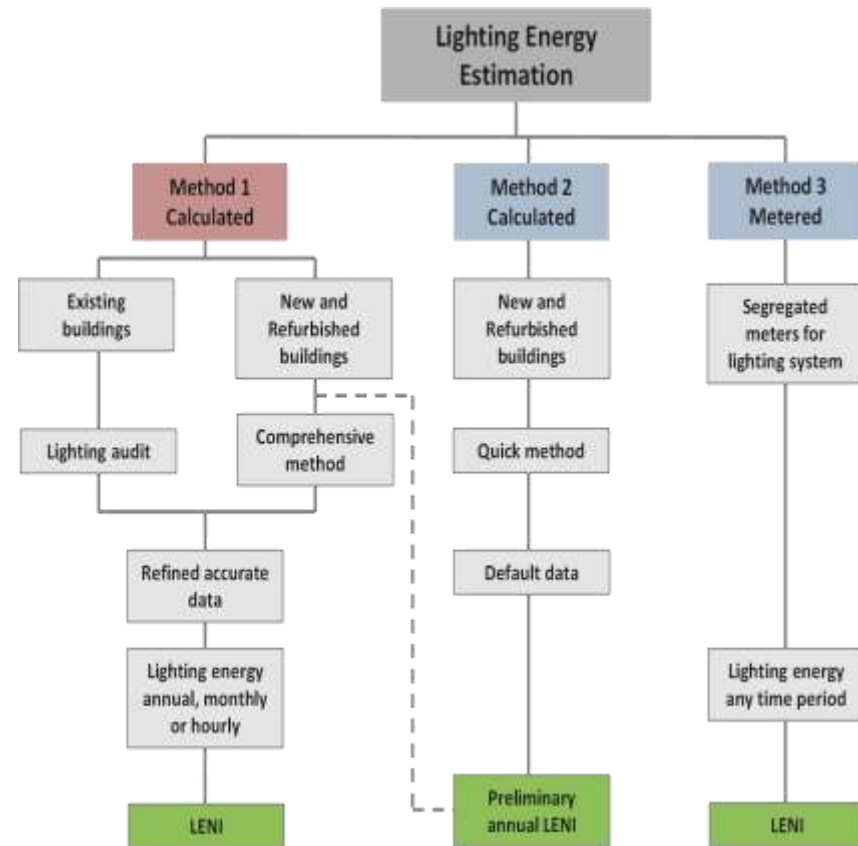 Lighting Energy
Estimation
Method 1
Calculated
Method 2
Calculated
Method 3
Metered
Existing
buildings
New and
Refurbished
buildings
New and
Refurbished
buildings
Segregated
meters for
lighting system
Lighting audit
Comprehensive
method
Quick method
Refined accurate
data
Default data
Lighting energy
annual, monthly
or hourly
Lighting energy
any time period
LENI
Preliminary
annual LENI
LENI